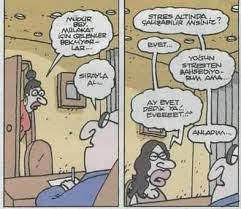 MÜDÜR
BEY,
MÜLAKAT
İÇİN GELENLER
BEKLİYOR-
LAR...
SIRAYLA
AL...
STRES ALTINDA
ÇALIŞABİLİR MİSİNİZ?
EVET...
YOĞUN
STRESTEN
BAHSEDİYO-
RUM AMA...
AY EVET
DEDİK YA...
EVEEEET...
ANLADIM...